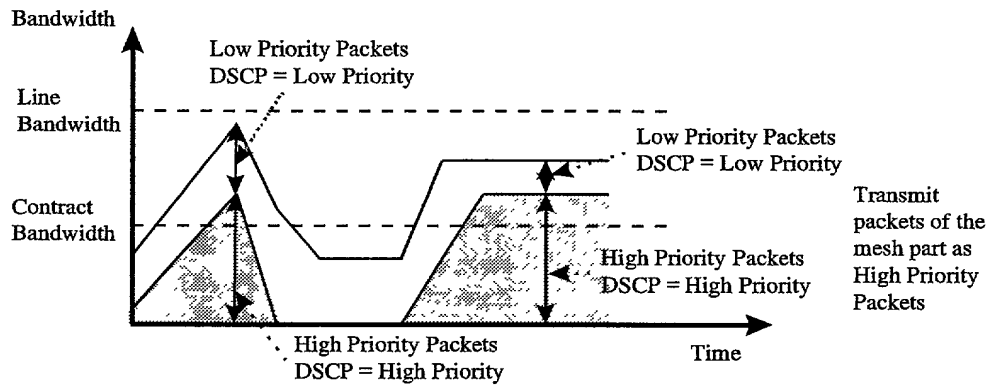 Bandwidth
Low Priority Packets
DSCP = Low Priority
Line
Bandwidth
Low Priority Packets
DSCP = Low Priority
Contract
Bandwidth
Transmit
packets of the
mesh part as
High Priority
Packets
High Priority Packets
DSCP = High Priority
High Priority Packets
DSCP = High Priority
Time